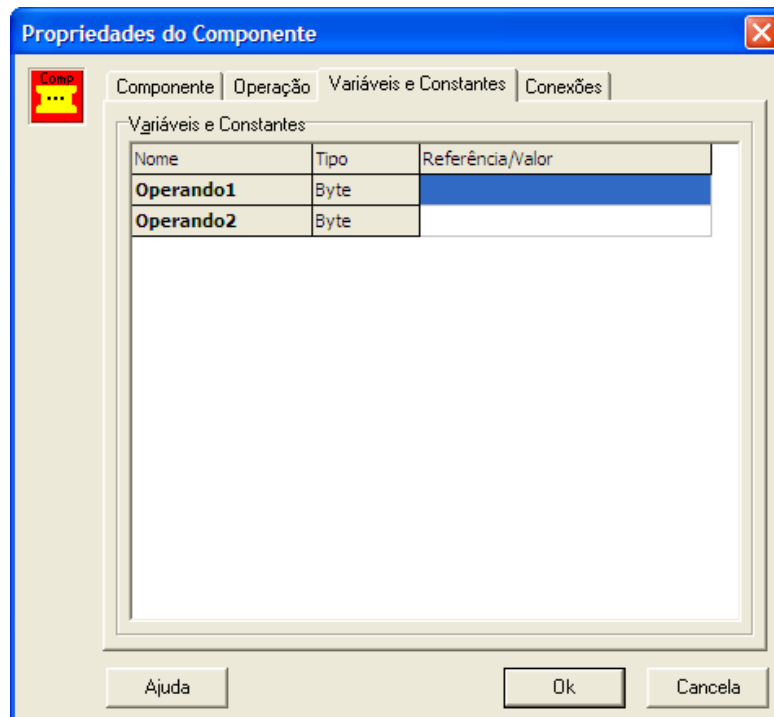 Propriedades do Componente
Comp
...
Componente Operação Variáveis e Constantes Conexões
Variáveis e Constantes
Nome Tipo Referência/Valor
Operando1 Byte
Operando2 Byte
Ajuda Ok Cancela